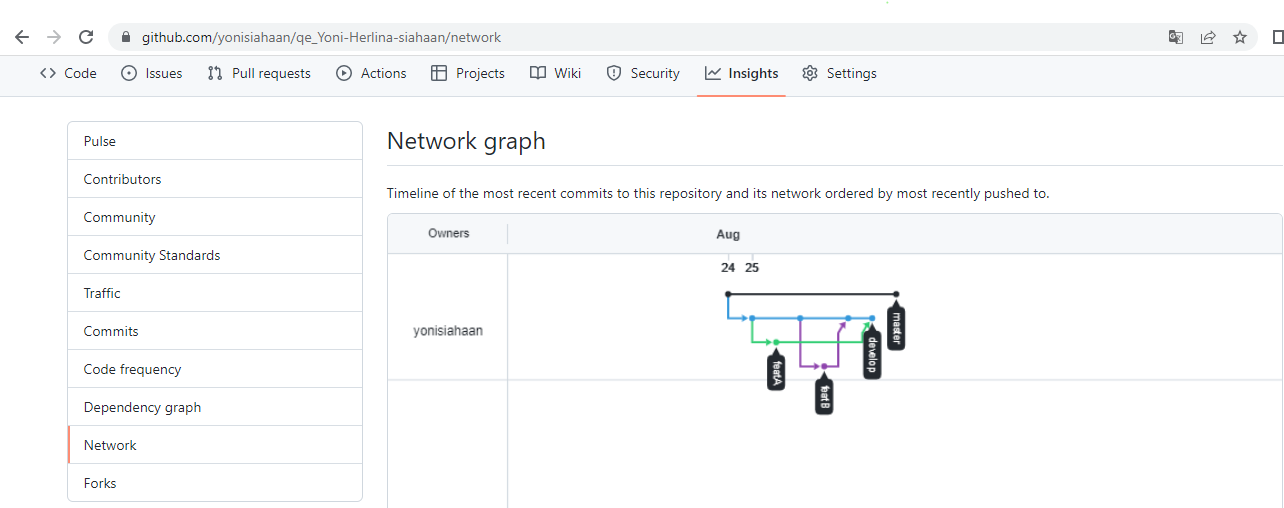 github.com/yonisiahaan/qe_Yoni-Herlina-siahaan/network
Code Issues Pull requests Actions Projects Wiki Security Insights Settings
Pulse
Contributors
Community
Community Standards
Traffic
Commits
Code frequency
Dependency graph
Network
Forks
Network graph
Timeline of the most recent commits to this repository and its network ordered by most recently pushed to.
Owners Aug
24 25
yonisiahaan
master
develop
featA
featB